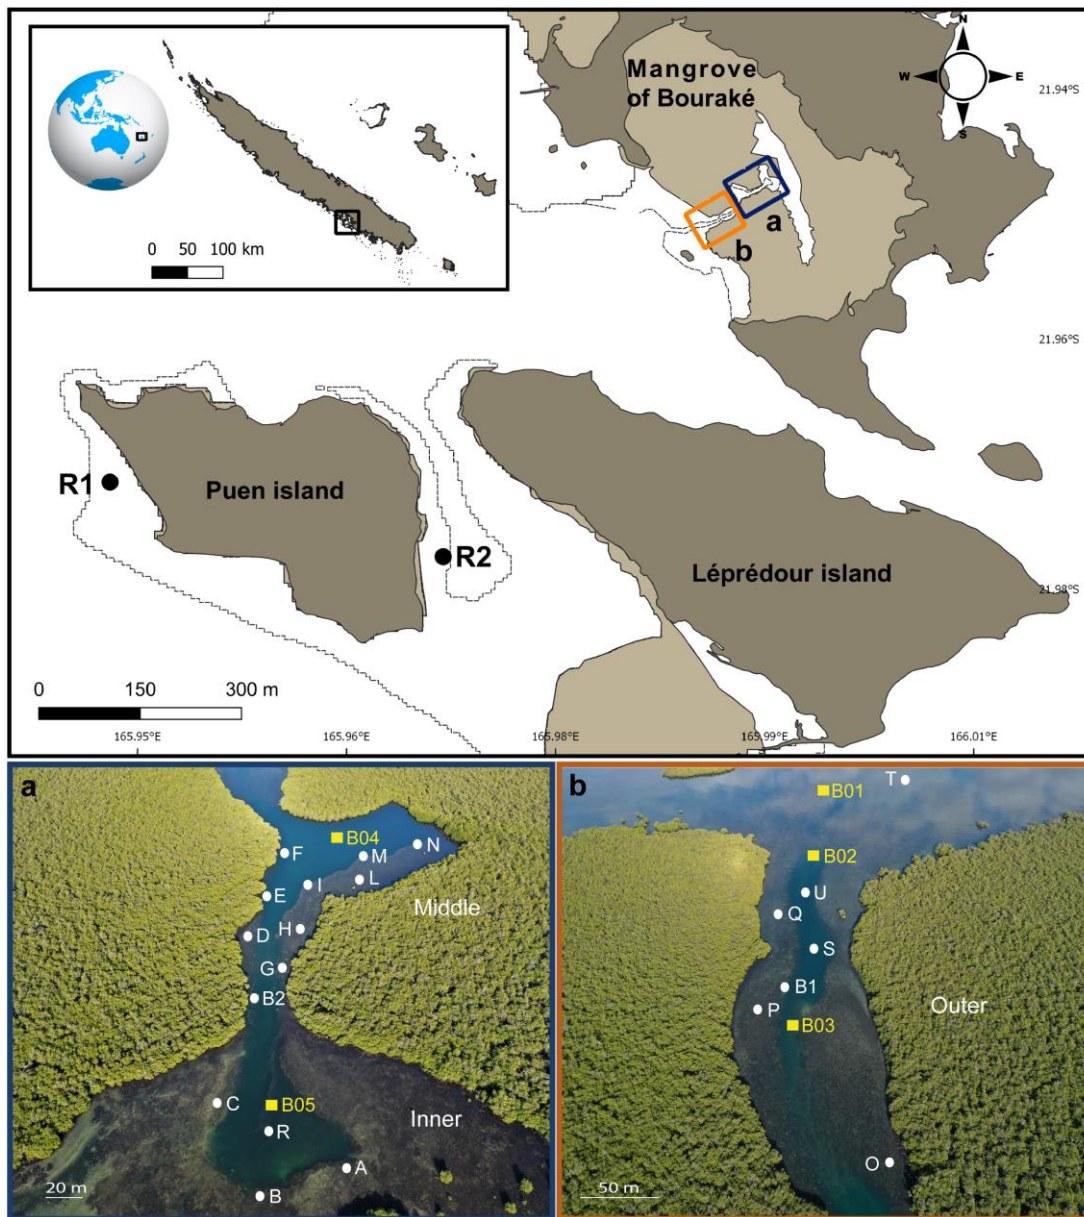 N
W E
S
Mangrove
of Bouraké
21.94°S
a
b
0 50 100 km
21.96°S
R1
Puen island
R2
Léprédour island
21.98°S
0 150 300 m
165.95°E 165.96°E 165.98°E 165.99°E 166.01°E
a
B04
N
F
M
I
L
E
Middle
D
H
G
B2
C
B05
Inner
R
A
B
20 m
b
T
B01
B02
U
Q
S
B1
P
B03
Outer
O
50 m